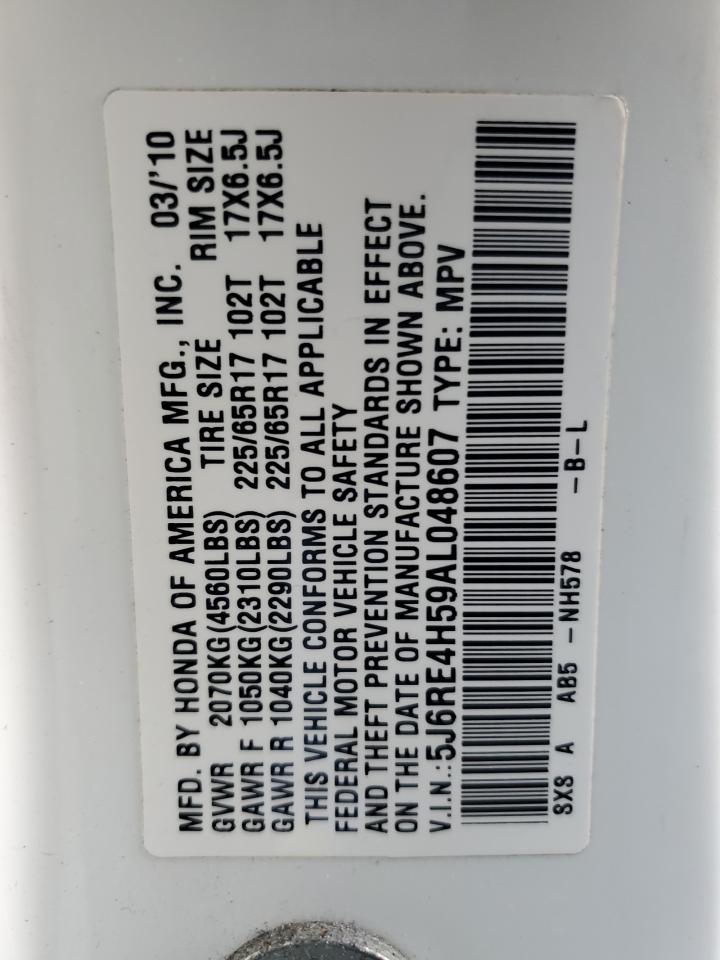 MFD. BY HONDA OF AMERICA MFG., INC. 03/'10
GVWR 2070KG(4560LBS) TIRE SIZE RIM SIZE
GAWR F 1050KG(2310LBS) 225/65R17 102T 17X6.5J
GAWR R 1040KG(2290LBS) 225/65R17 102T 17X6.5J
THIS VEHICLE CONFORMS TO ALL APPLICABLE
FEDERAL MOTOR VEHICLE SAFETY
AND THEFT PREVENTION STANDARDS IN EFFECT
ON THE DATE OF MANUFACTURE SHOWN ABOVE.
V.I.N.:5J6RE4H59AL048607 TYPE: MPV
SXS A AB5 -NH578 -B-L